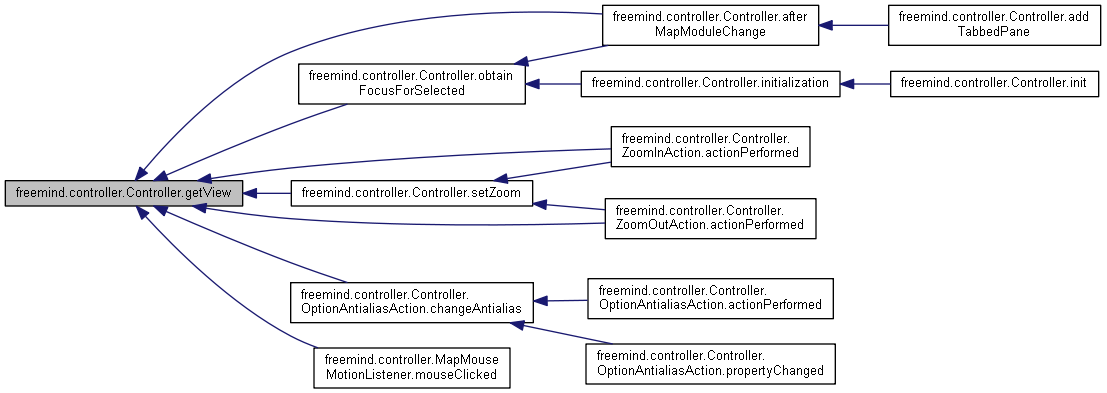 freemind.controller.Controller.after
MapModuleChange
freemind.controller.Controller.add
TabbedPane
freemind.controller.Controller.obtain
FocusForSelected
freemind.controller.Controller.initialization
freemind.controller.Controller.init
freemind.controller.Controller.
ZoomInAction.actionPerformed
freemind.controller.Controller.getView
freemind.controller.Controller.setZoom
freemind.controller.Controller.
ZoomOutAction.actionPerformed
freemind.controller.Controller.
OptionAntialiasAction.changeAntialias
freemind.controller.Controller.
OptionAntialiasAction.actionPerformed
freemind.controller.MapMouse
MotionListener.mouseClicked
freemind.controller.Controller.
OptionAntialiasAction.propertyChanged